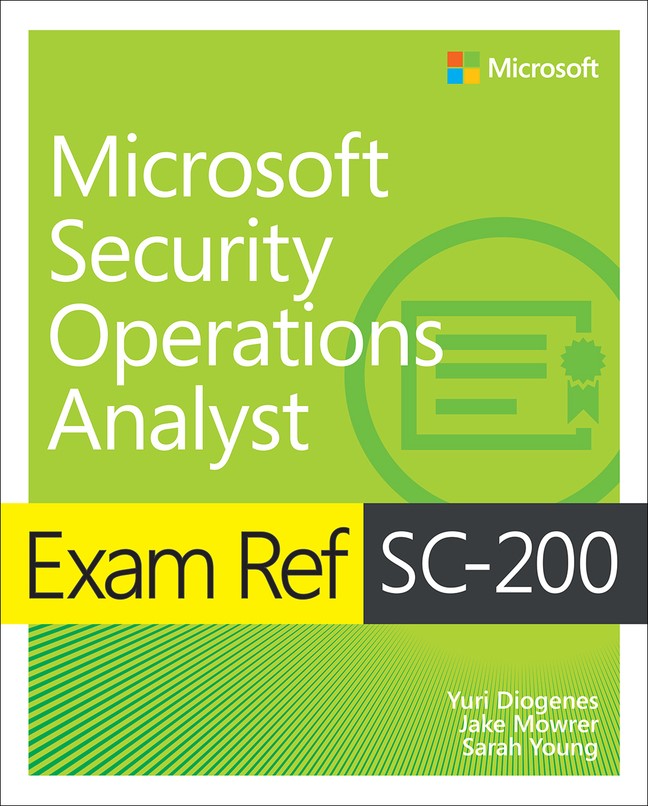 Microsoft
Microsoft
Security
Operations
Analyst
Exam Ref SC-200
Yuri Diogenes
Jake Mowrer
Sarah Young